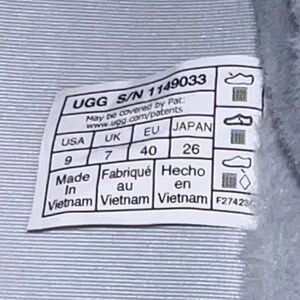 UGG S/N 1149033
May be covered by Pat:
www.ugg.com/patents
USA UK EU JAPAN
9 7 40 26
Made In Vietnam
Fabriqué au Vietnam
Hecho en Vietnam